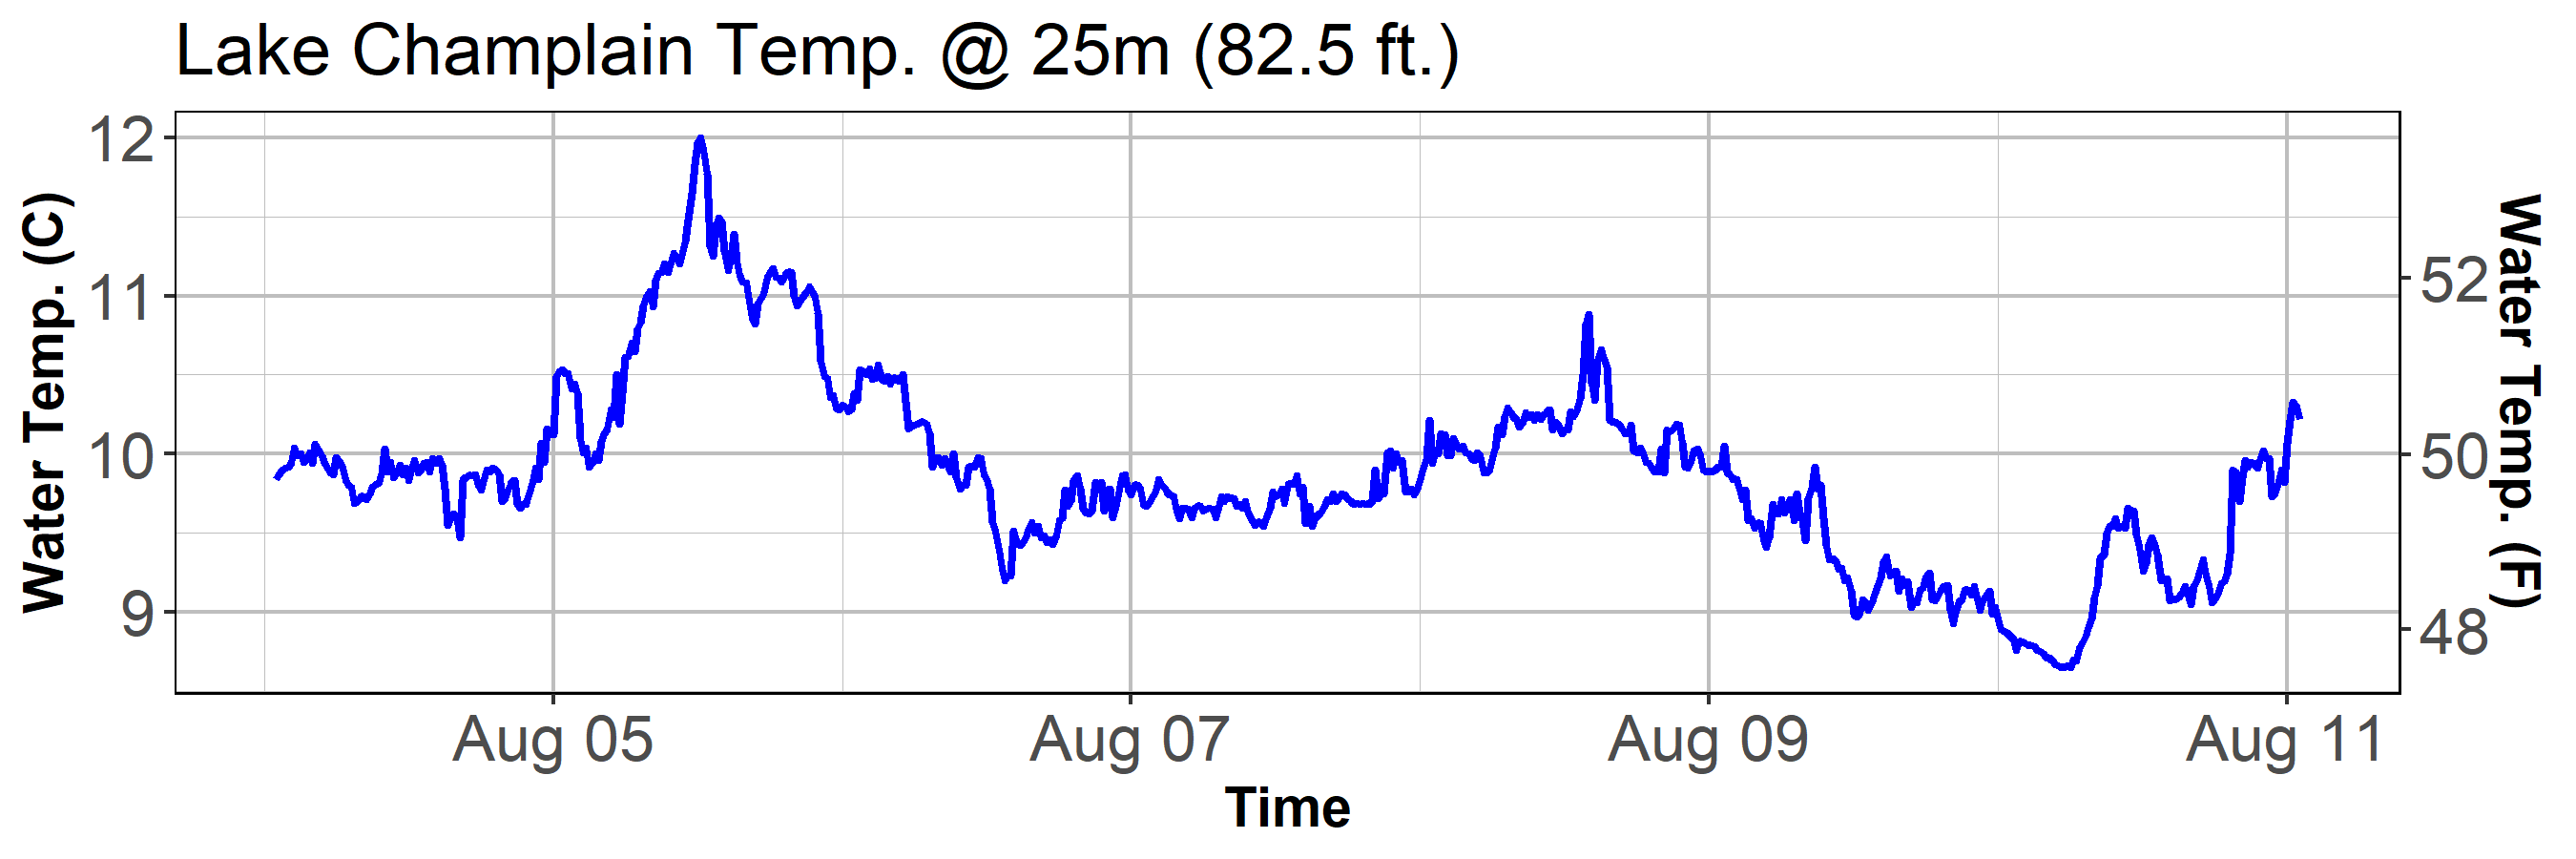 Lake Champlain Temp. @ 25m (82.5 ft.)
Water Temp. (C)
12
11
10
9
52
50
48
Water Temp. (F)
Aug 05
Aug 07
Aug 09
Aug 11
Time